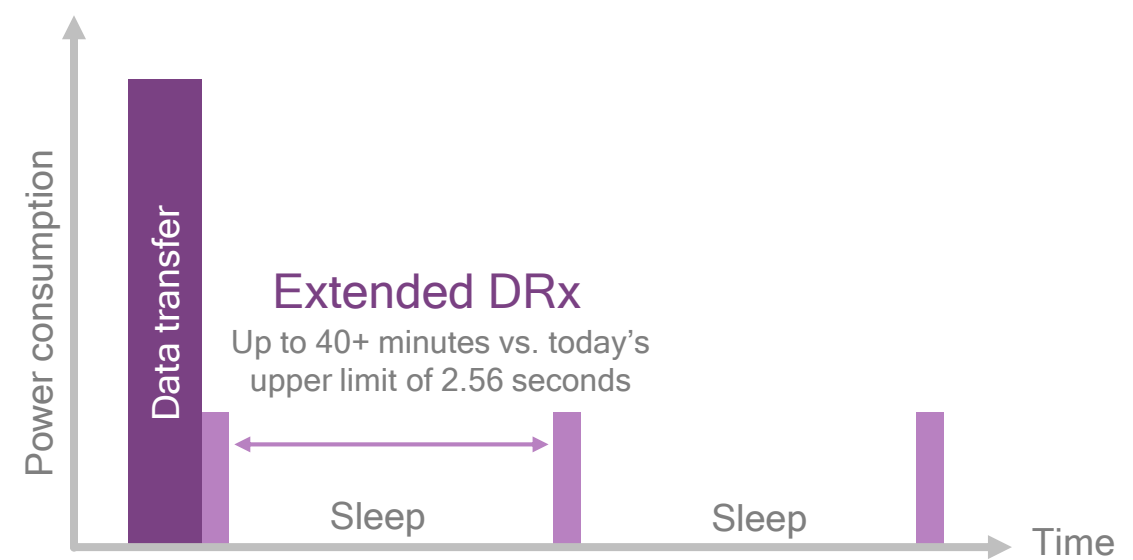 Power consumption
Data transfer
Extended DRx
Up to 40+ minutes vs. today’s
upper limit of 2.56 seconds
Sleep
Sleep
Time